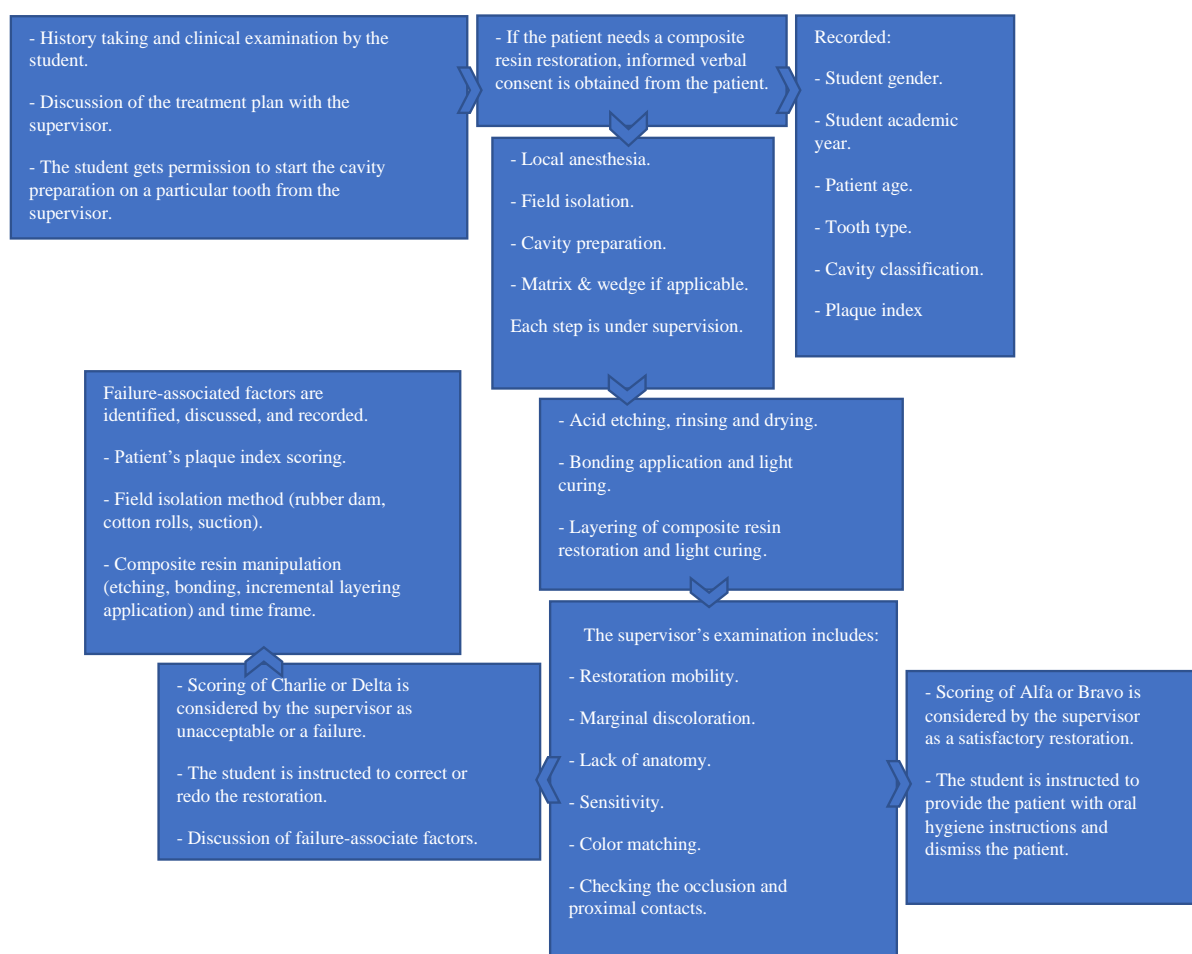 - History taking and clinical examination by the
student.
- Discussion of the treatment plan with the
supervisor.
- The student gets permission to start the cavity
preparation on a particular tooth from the
supervisor.
- If the patient needs a composite
resin restoration, informed verbal
consent is obtained from the patient.
Recorded:
- Student gender.
- Student academic
year.
- Patient age.
- Tooth type.
- Cavity classification.
- Plaque index
- Local anesthesia.
- Field isolation.
- Cavity preparation.
- Matrix & wedge if applicable.
Each step is under supervision.
- Acid etching, rinsing and drying.
- Bonding application and light
curing.
- Layering of composite resin
restoration and light curing.
The supervisor’s examination includes:
- Restoration mobility.
- Marginal discoloration.
- Lack of anatomy.
- Sensitivity.
- Color matching.
- Checking the occlusion and
proximal contacts.
- Scoring of Alfa or Bravo is
considered by the supervisor
as a satisfactory restoration.
- The student is instructed to
provide the patient with oral
hygiene instructions and
dismiss the patient.
- Scoring of Charlie or Delta is
considered by the supervisor as
unacceptable or a failure.
- The student is instructed to correct or
redo the restoration.
- Discussion of failure-associate factors.
Failure-associated factors are
identified, discussed, and recorded.
- Patient’s plaque index scoring.
- Field isolation method (rubber dam,
cotton rolls, suction).
- Composite resin manipulation
(etching, bonding, incremental layering
application) and time frame.